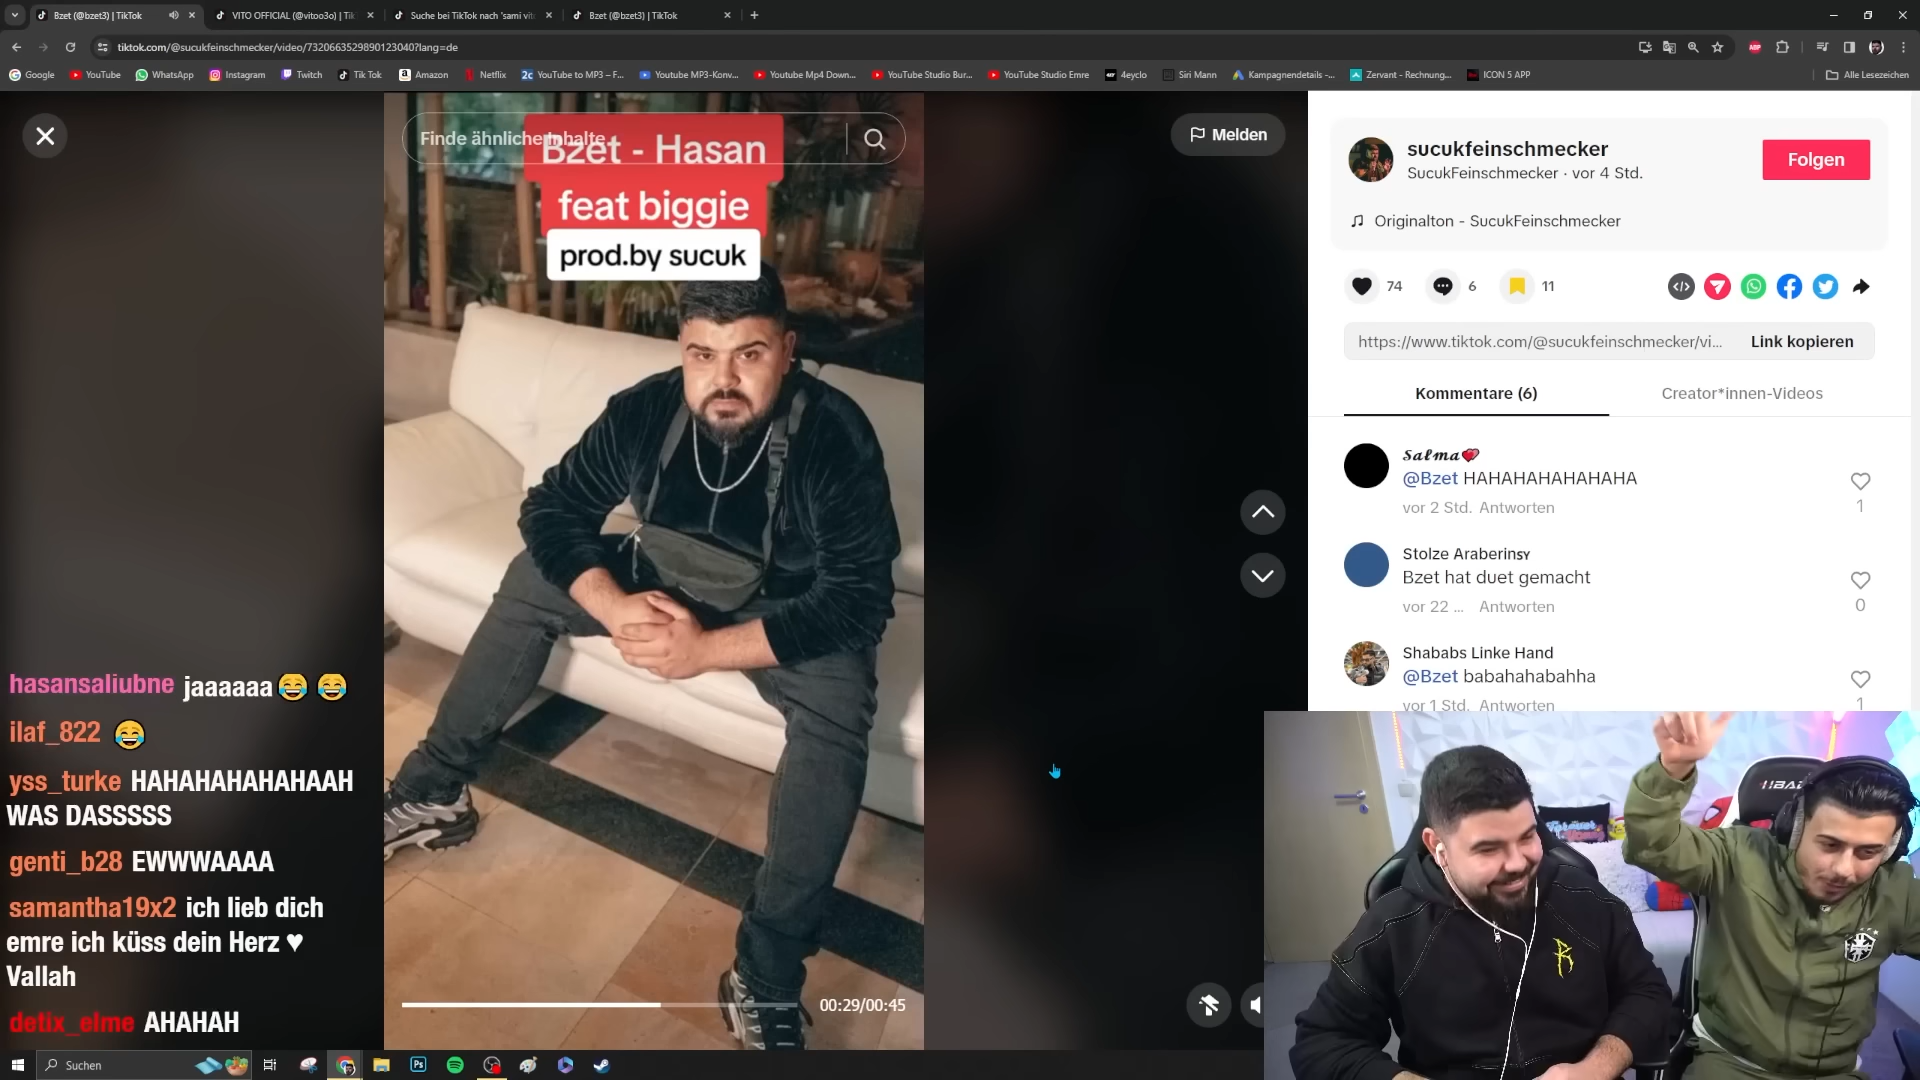 Bzet (@bzet3) | TikTok
VITO OFFICIAL (@vitoo3o) | Tik
Suche bei TikTok nach 'sami vit
Bzet (@bzet3) | TikTok
tiktok.com/@sucukfeinschmecker/video/7320663529890123040?lang=de
Google
YouTube
WhatsApp
Instagram
Twitch
Tik Tok
Amazon
Netflix
YouTube to MP3 – F...
Youtube MP3-Konv...
Youtube Mp4 Down...
YouTube Studio Bur...
YouTube Studio Emre
4eyclo
Siri Mann
Kampagnendetails -...
Zervant - Rechnung...
ICON 5 APP
Alle Lesezeichen
Finde ähnliche Inhalte
Bzet - Hasan
feat biggie
prod.by sucuk
Melden
sucukfeinschmecker
SucukFeinschmecker · vor 4 Std.
Folgen
Originalton - SucukFeinschmecker
74
6
11
https://www.tiktok.com/@sucukfeinschmecker/vi...
Link kopieren
Kommentare (6)
Creator*innen-Videos
Salma
@Bzet HAHAHAHAHAHAHA
vor 2 Std. Antworten
1
Stolze Araberinsy
Bzet hat duet gemacht
vor 22 ... Antworten
0
Shababs Linke Hand
@Bzet babahahabahha
vor 1 Std. Antworten
1
hasansaliubne jaaaaaa😂 😂
ilaf_822 😂
yss_turke HAHAHAHAHAHAAH
WAS DASSSSS
genti_b28 EWWWAAAA
samantha19x2 ich lieb dich
emre ich küss dein Herz ♥
Vallah
detix_elme AHAHAH
00:29/00:45
Suchen